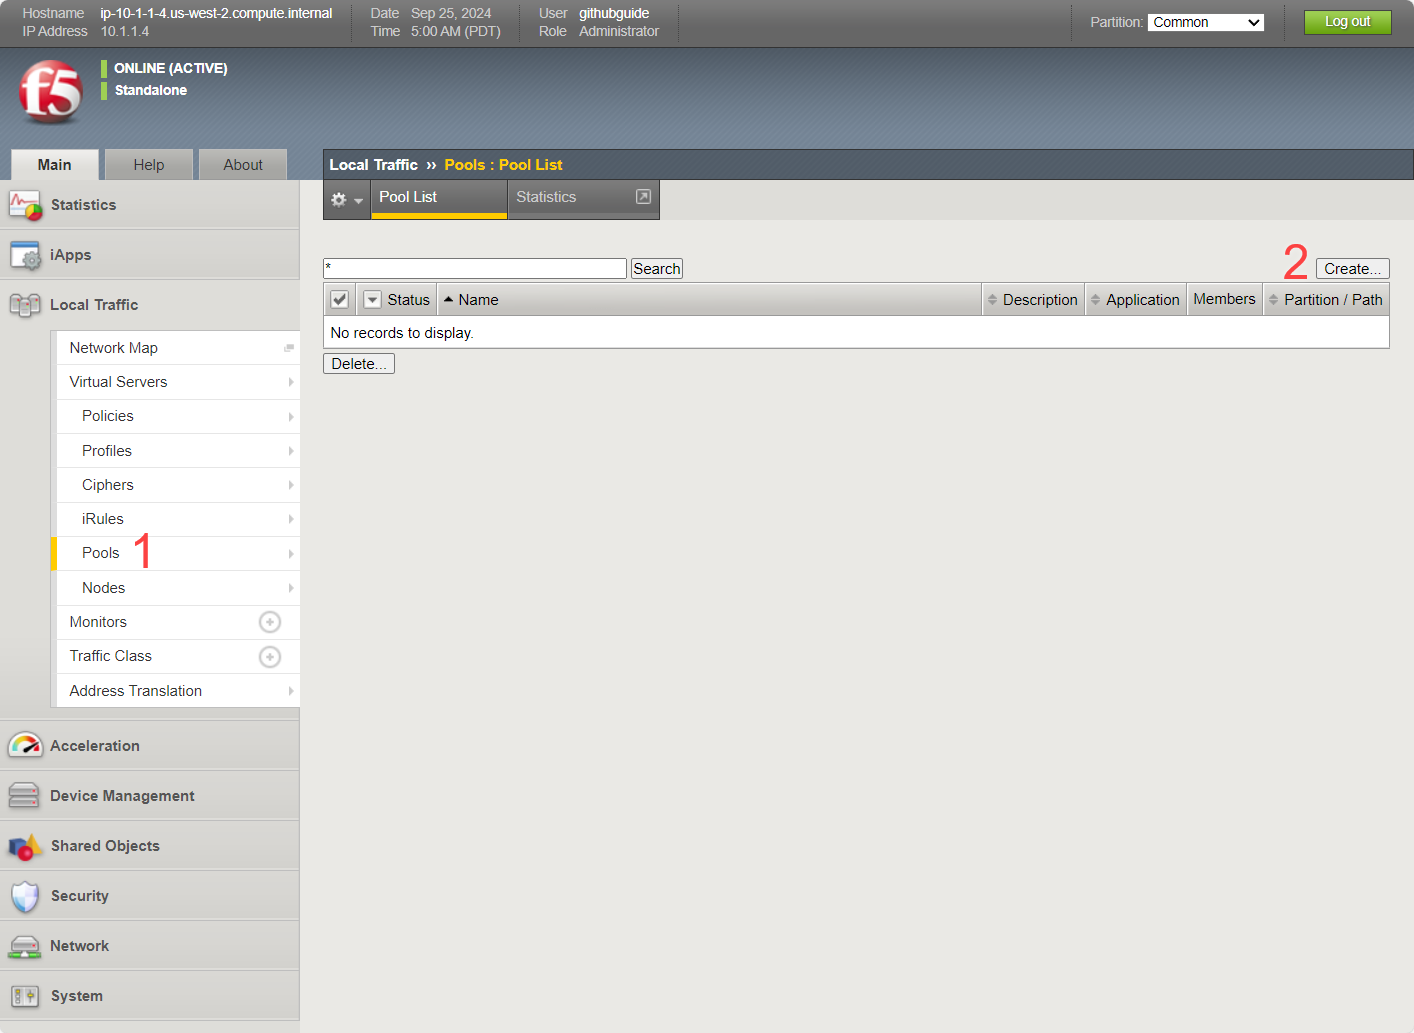 Hostname ip-10-1-1-4.us-west-2.compute.internal Date Sep 25, 2024 User githubguide Partition: Common Log out
IP Address 10.1.1.4 Time 5:00 AM (PDT) Role Administrator
f5
ONLINE (ACTIVE)
Standalone
Main Help About
Local Traffic ›› Pools : Pool List
Pool List Statistics
Statistics
iApps
Local Traffic
Network Map
Virtual Servers
Policies
Profiles
Ciphers
iRules
Pools 1
Nodes
Monitors
Traffic Class
Address Translation
Acceleration
Device Management
Shared Objects
Security
Network
System
* Search 2 Create...
Status Name Description Application Members Partition / Path
No records to display.
Delete...